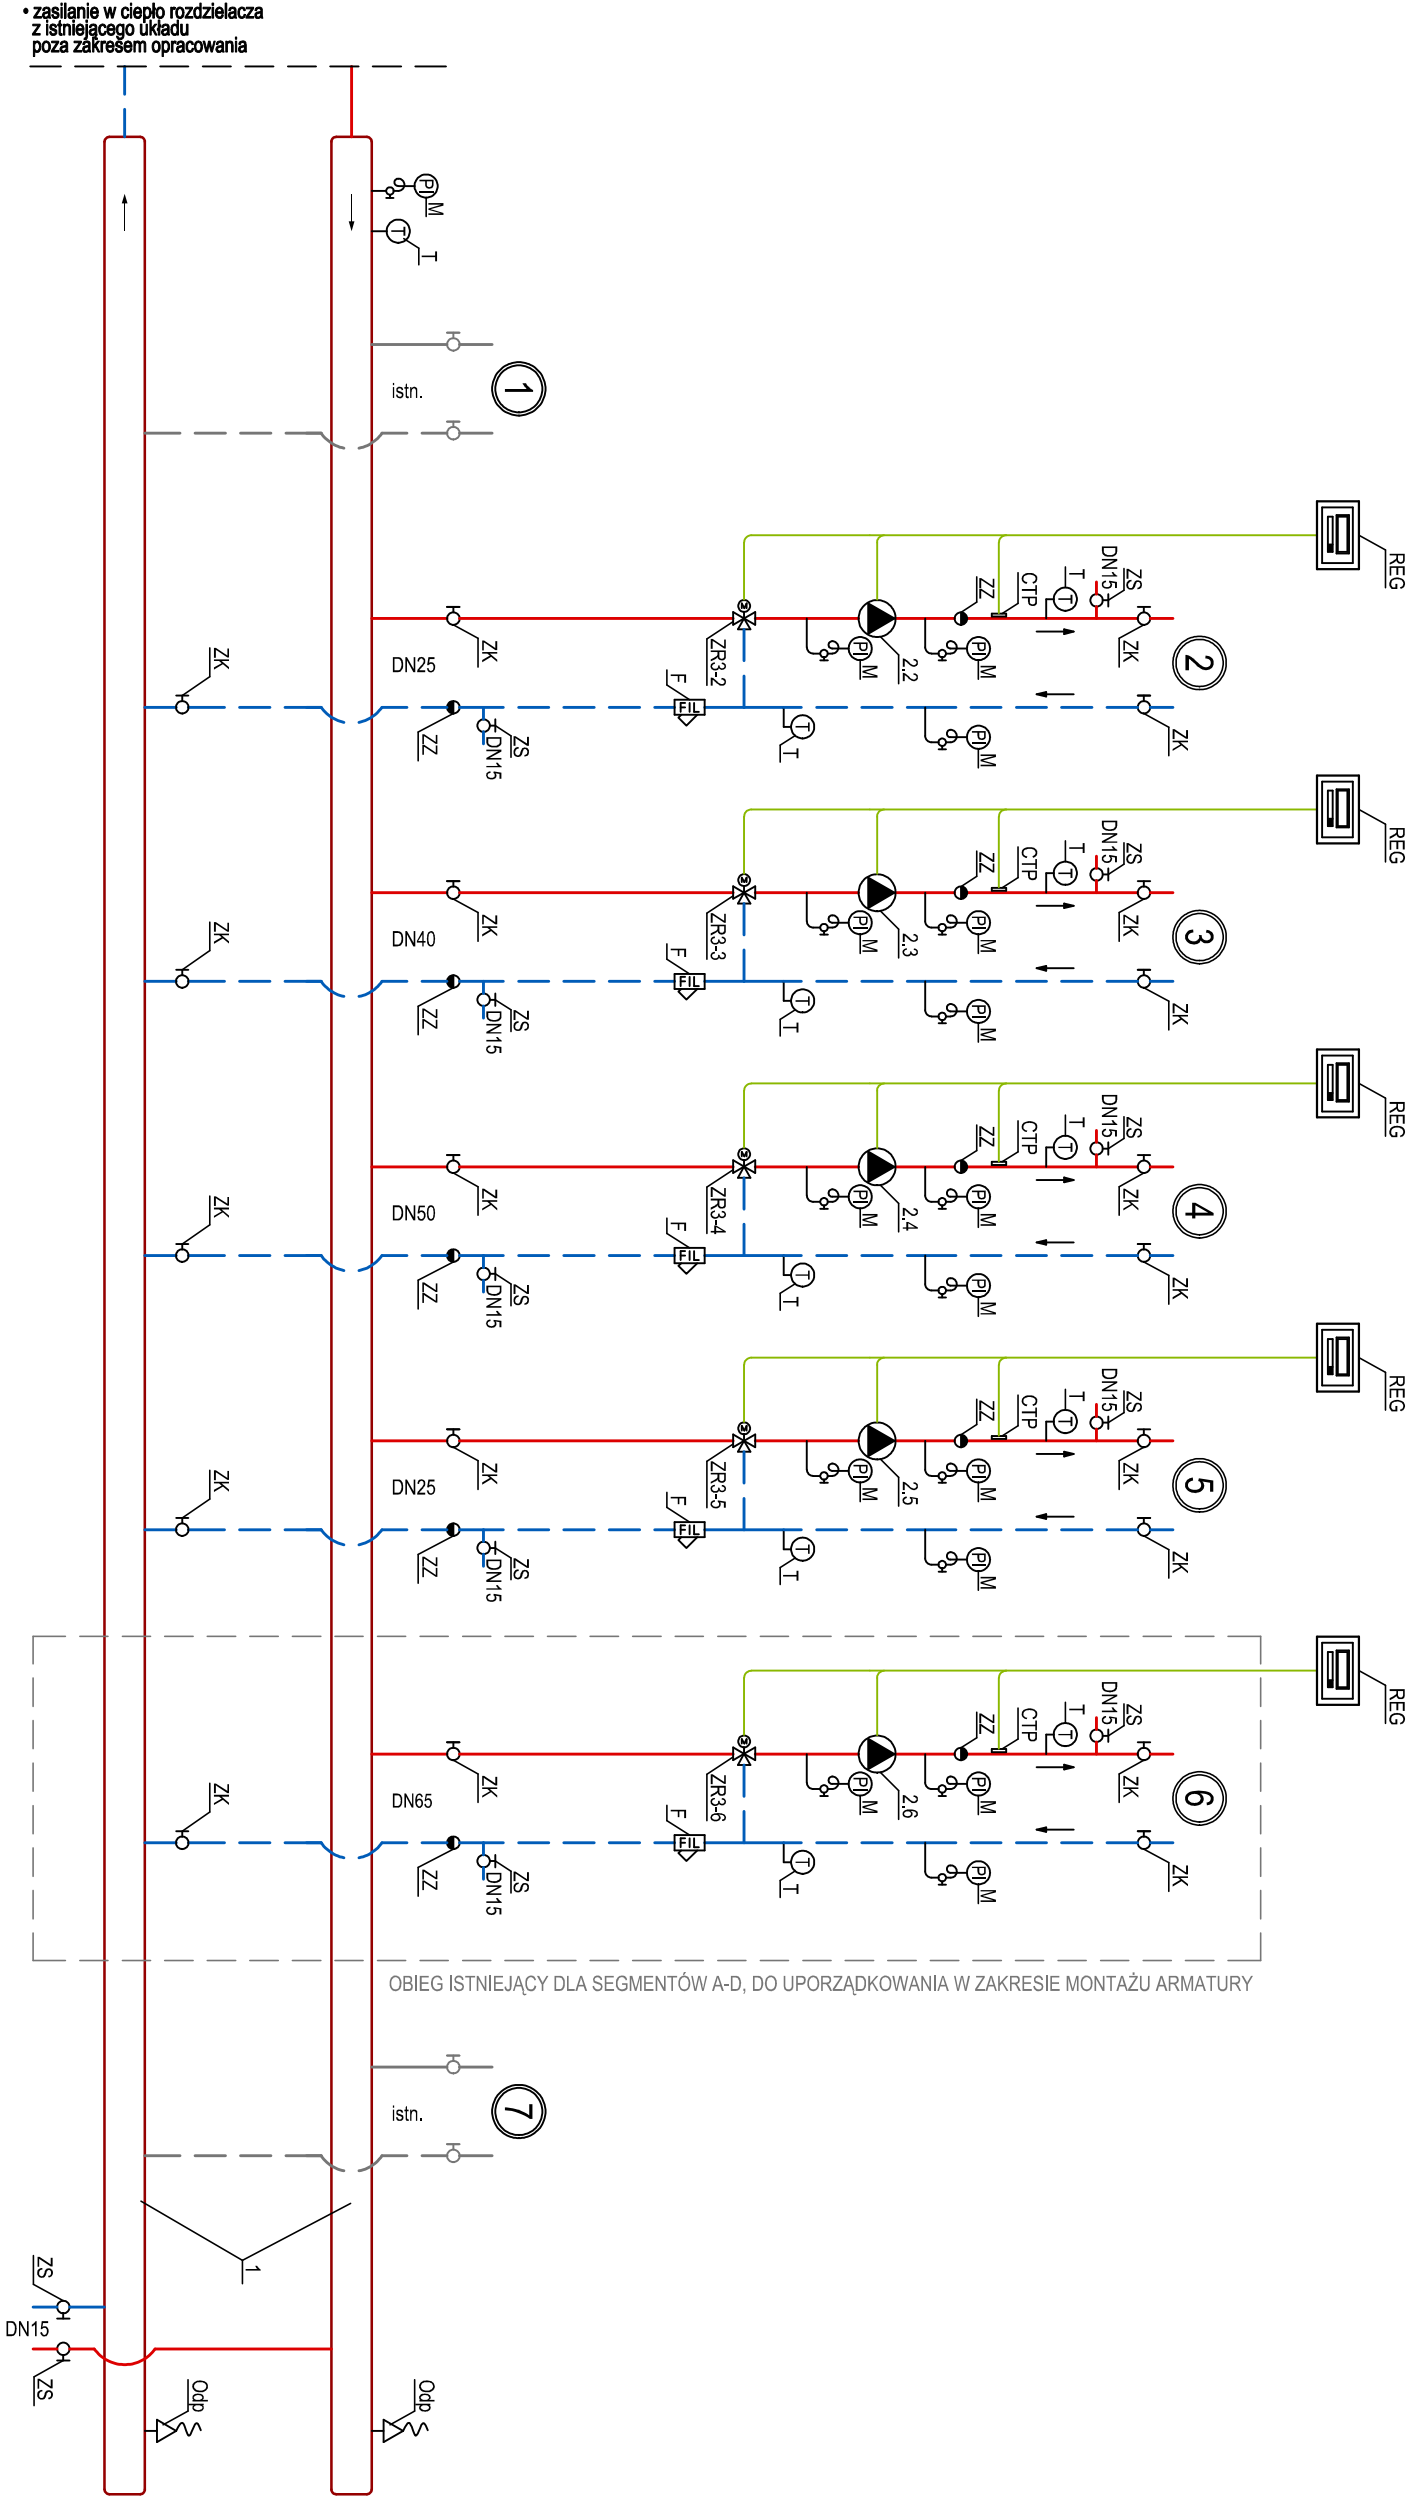 • zasilanie w ciepło rozdzielacza
z istniejącego układu
poza zakresem opracowania
PI
M
T
T
istn.
1
REG
DN15
ZS
T
T
CTP
ZZ
M
ZK
ZK
ZR3-2
PI
M
2.2
PI
M
ZK
2
DN25
ZK
F
FIL
ZZ
DN15
ZS
T
T
PI
M
ZK
REG
DN15
ZS
T
T
CTP
ZZ
M
ZK
ZR3-3
PI
M
2.3
PI
M
ZK
3
DN40
ZK
F
FIL
ZZ
DN15
ZS
T
T
PI
M
ZK
REG
DN15
ZS
T
T
CTP
ZZ
M
ZK
ZR3-4
PI
M
2.4
PI
M
ZK
4
DN50
ZK
F
FIL
ZZ
DN15
ZS
T
T
PI
M
ZK
REG
DN15
ZS
T
T
CTP
ZZ
M
ZK
ZR3-5
PI
M
2.5
PI
M
ZK
5
DN25
ZK
F
FIL
ZZ
DN15
ZS
T
T
PI
M
ZK
REG
DN15
ZS
T
T
CTP
ZZ
M
ZK
ZR3-6
PI
M
2.6
PI
M
ZK
6
DN65
ZK
F
FIL
ZZ
DN15
ZS
T
T
PI
M
ZK
OBIEG ISTNIEJĄCY DLA SEGMENTÓW A-D, DO UPORZĄDKOWANIA W ZAKRESIE MONTAŻU ARMATURY
istn.
7
1
ZS
DN15
ZS
Odp
Odp